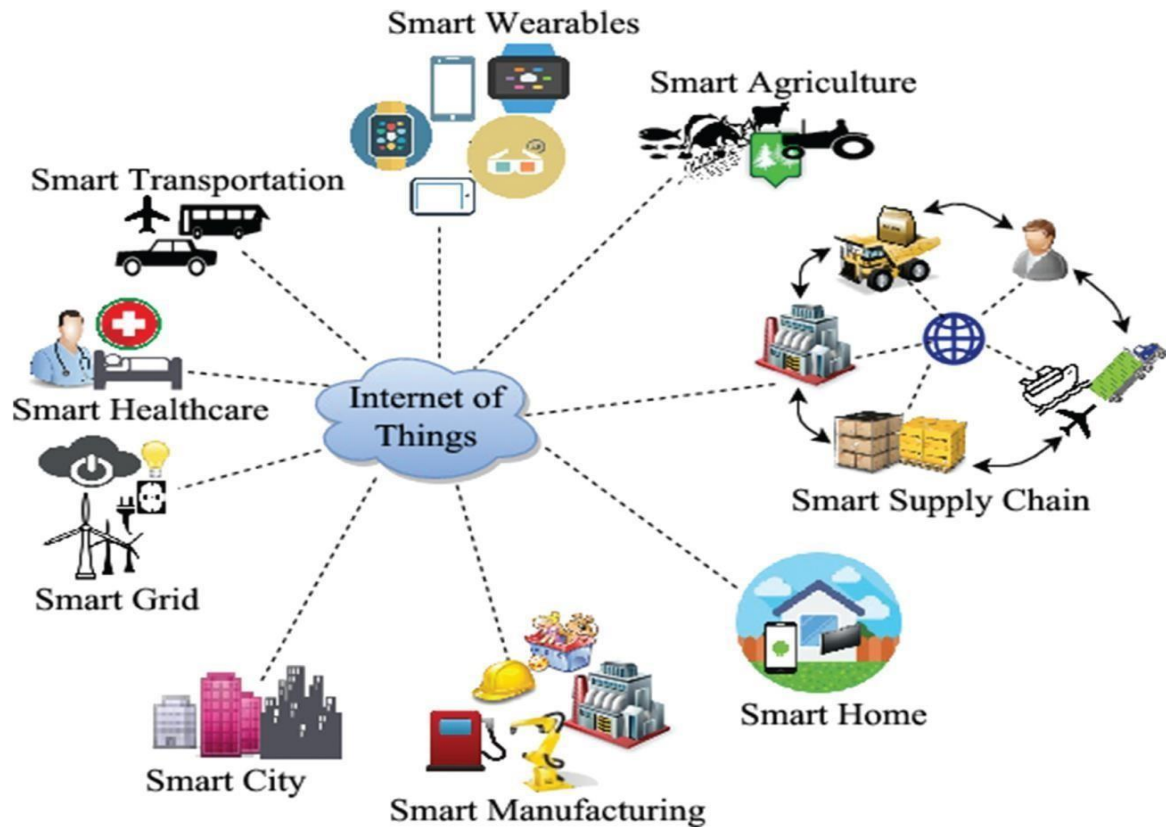 Smart Wearables
Smart Agriculture
Smart Transportation
Smart Healthcare
Internet of
Things
Smart Supply Chain
Smart Grid
Smart Home
Smart City
Smart Manufacturing